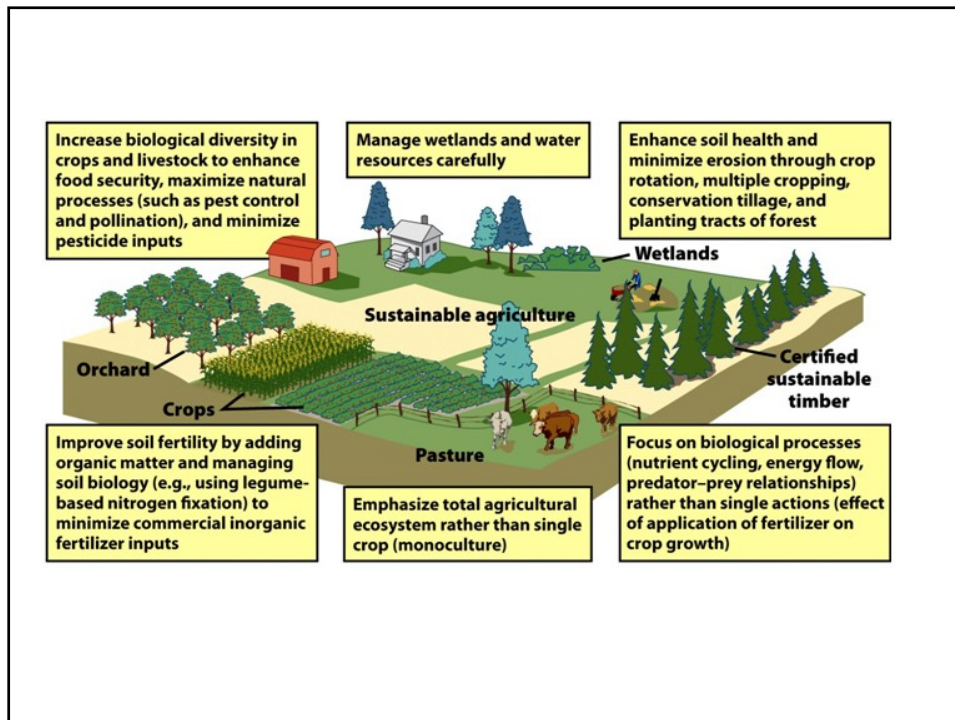 Increase biological diversity in
crops and livestock to enhance
food security, maximize natural
processes (such as pest control
and pollination), and minimize
pesticide inputs
Manage wetlands and water
resources carefully
Enhance soil health and
minimize erosion through crop
rotation, multiple cropping,
conservation tillage, and
planting tracts of forest
Wetlands
Sustainable agriculture
Orchard
Certified
sustainable
timber
Crops
Pasture
Improve soil fertility by adding
organic matter and managing
soil biology (e.g., using legume-
based nitrogen fixation) to
minimize commercial inorganic
fertilizer inputs
Emphasize total agricultural
ecosystem rather than single
crop (monoculture)
Focus on biological processes
(nutrient cycling, energy flow,
predator–prey relationships)
rather than single actions (effect
of application of fertilizer on
crop growth)